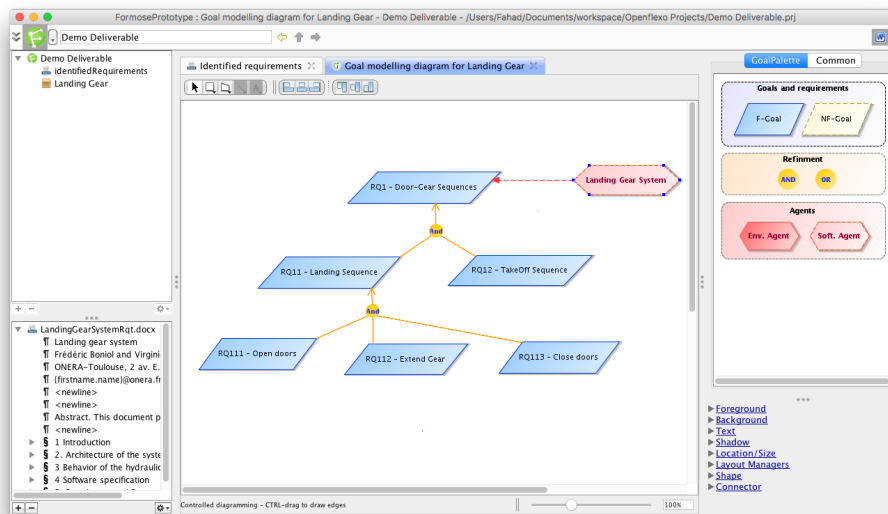 FormosePrototype : Goal modelling diagram for Landing Gear - Demo Deliverable - /Users/Fahad/Documents/workspace/Openflexo Projects/Demo Deliverable.prj
Demo Deliverable
Demo Deliverable
identifiedRequirements
Landing Gear
LandingGearSystemRqt.docx
Landing gear system
Frédéric Boniol and Virgini
ONERA-Toulouse, 2 av. E.
{firstname.name}@onera.fr
<newline>
<newline>
Abstract. This document p
<newline>
§ 1 Introduction
§ 2. Architecture of the syste
§ 3 Behavior of the hydraulic
§ 4 Software specification
Identified requirements
Goal modelling diagram for Landing Gear
RQ1 - Door-Gear Sequences
Landing Gear System
And
RQ11 - Landing Sequence
RQ12 - TakeOff Sequence
And
RQ111 - Open doors
RQ112 - Extend Gear
RQ113 - Close doors
Controlled diagramming - CTRL-drag to draw edges
100%
GoalPalette
Common
Goals and requirements
F-Goal
NF-Goal
Refinment
AND
OR
Agents
Env. Agent
Soft. Agent
Foreground
Background
Text
Shadow
Location/Size
Layout Managers
Shape
Connector